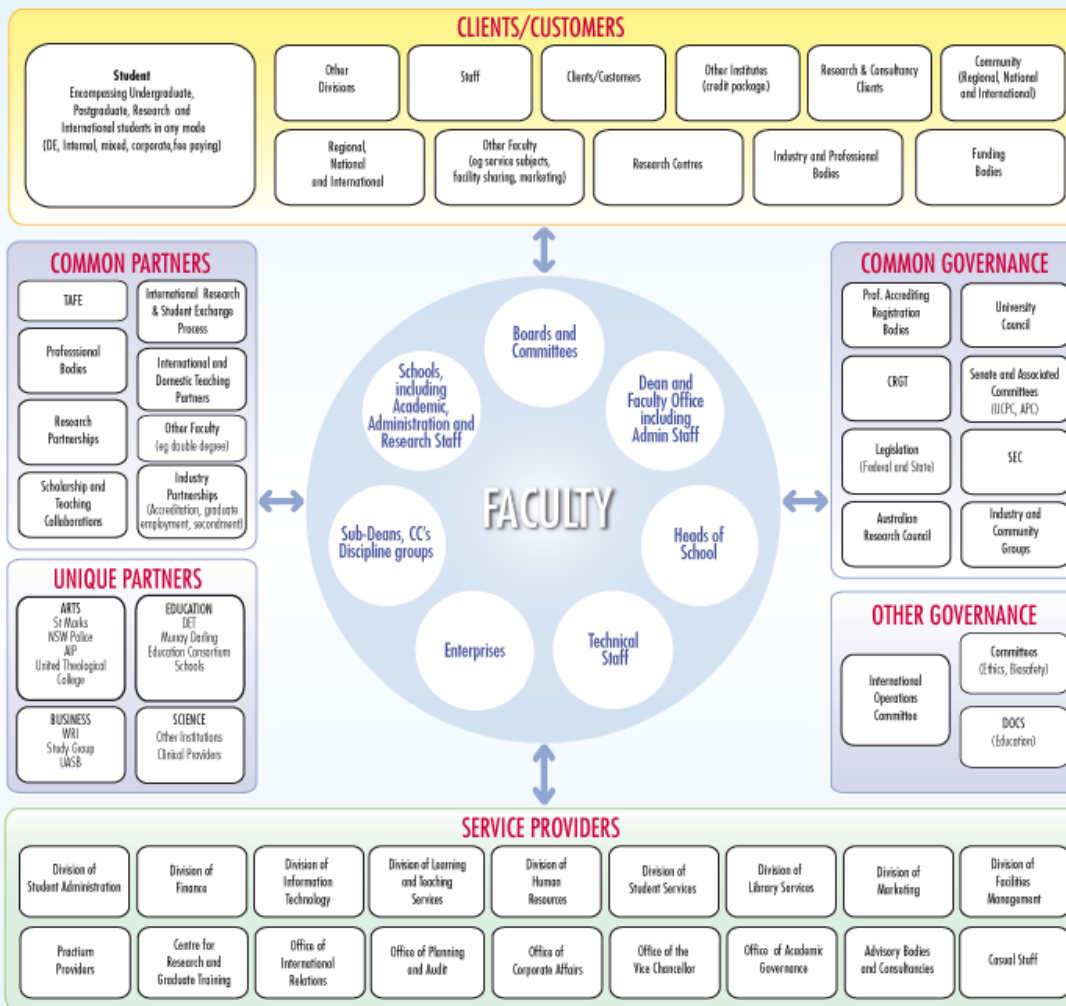 CLIENTS/CUSTOMERS
Student
Encompassing Undergraduate,
Postgraduate, Research and
International students in any mode
(DE, Internal, mixed, corporate,fee paying)
Other
Divisions
Staff
Clients/Customers
Other Institutes
(credit package)
Research & Consultancy
Clients
Community
(Regional, National
and International)
Regional,
National
and International
Other Faculty
(eg service subjects,
facility sharing, marketing)
Research Centres
Industry and Professional
Bodies
Funding
Bodies
COMMON PARTNERS
TAFE
International Research
& Student Exchange
Process
Professsional
Bodies
International and
Domestic Teaching
Partners
Research
Partnerships
Other Faculty
(eg double degree)
Scholarship and
Teaching
Collaborations
Industry
Partnerships
(Accreditation, graduate
employment, secondment)
UNIQUE PARTNERS
ARTS
St Marks
NSW Police
AIP
United Theological
College
EDUCATION
DET
Murray Darling
Education Consortium
Schools
BUSINESS
WRI
Study Group
UASB
SCIENCE
Other Institutions
Clinical Providers
FACULTY
Boards and
Committees
Schools,
including
Academic,
Administration and
Research Staff
Dean and
Faculty Office
including
Admin Staff
Sub-Deans, CC's
Discipline groups
Heads of
School
Enterprises
Technical
Staff
COMMON GOVERNANCE
Prof. Accrediting
Registration
Bodies
University
Council
CRGT
Senate and Associated
Committees
(UCPC, APC)
Legislation
(Federal and State)
SEC
Australian
Research Council
Industry and
Community
Groups
OTHER GOVERNANCE
International
Operations
Committee
Committees
(Ethics, Biosafety)
DOCS
(Education)
SERVICE PROVIDERS
Division of
Student Administration
Division of
Finance
Division of
Information
Technology
Division of Learning
and Teaching
Services
Division of
Human
Resources
Division of
Student Services
Division of
Library Services
Division of
Marketing
Division of
Facilities
Management
Practium
Providers
Centre for
Research and
Graduate Training
Office of
International
Relations
Office of Planning
and Audit
Office of
Corporate Affairs
Office of the
Vice Chancellor
Office of Academic
Governance
Advisory Bodies
and Consultancies
Casual Staff